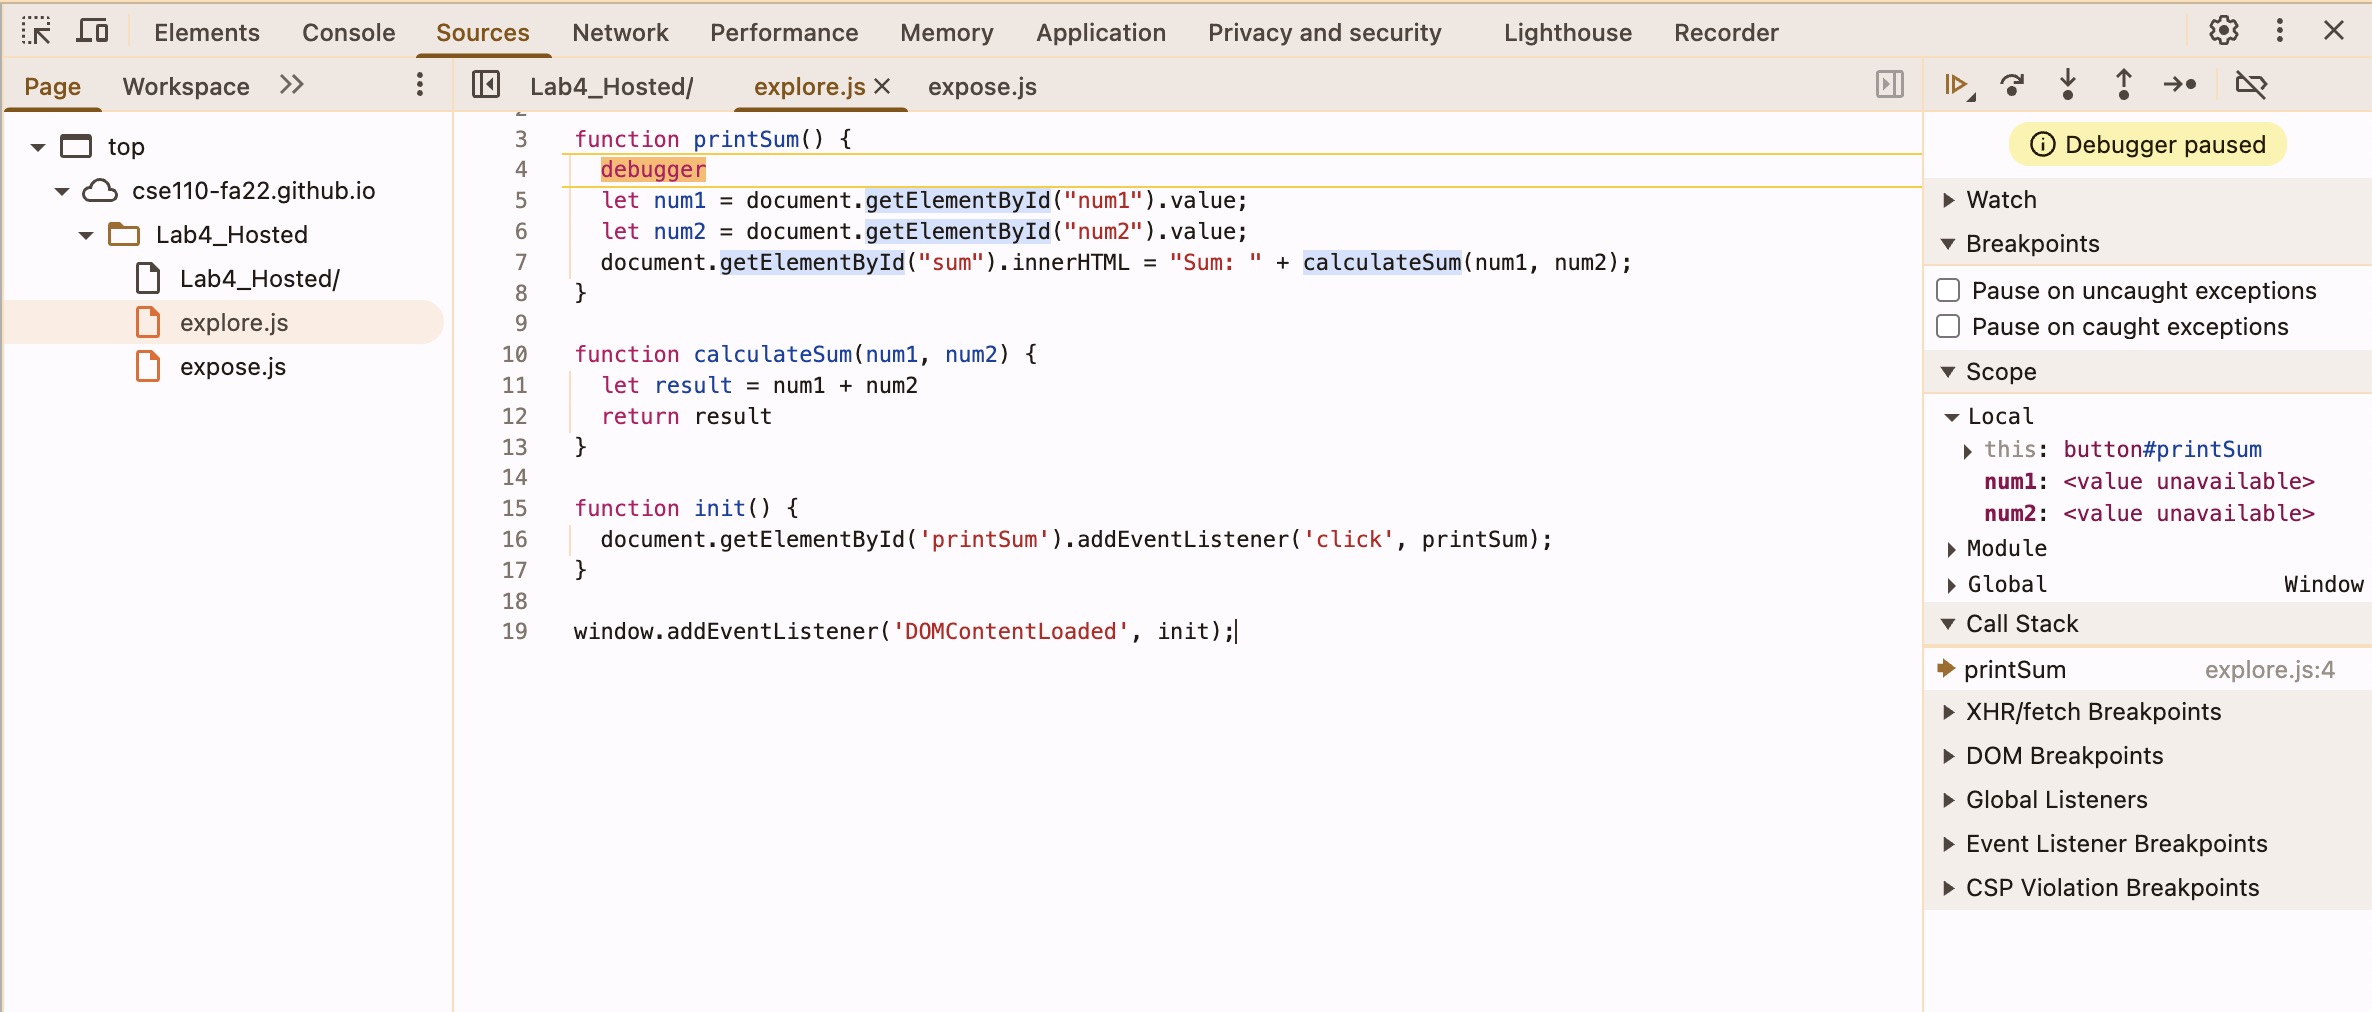 Elements Console Sources Network Performance Memory Application Privacy and security Lighthouse Recorder
Page Workspace
top
cse110-fa22.github.io
Lab4_Hosted
Lab4_Hosted/
explore.js
expose.js
Lab4_Hosted/ explore.js expose.js
3 function printSum() {
4   debugger
5   let num1 = document.getElementById("num1").value;
6   let num2 = document.getElementById("num2").value;
7   document.getElementById("sum").innerHTML = "Sum: " + calculateSum(num1, num2);
8 }
9
10 function calculateSum(num1, num2) {
11   let result = num1 + num2
12   return result
13 }
14
15 function init() {
16   document.getElementById('printSum').addEventListener('click', printSum);
17 }
18
19 window.addEventListener('DOMContentLoaded', init);
Debugger paused
Watch
Breakpoints
Pause on uncaught exceptions
Pause on caught exceptions
Scope
Local
this: button#printSum
num1: <value unavailable>
num2: <value unavailable>
Module
Global Window
Call Stack
printSum explore.js:4
XHR/fetch Breakpoints
DOM Breakpoints
Global Listeners
Event Listener Breakpoints
CSP Violation Breakpoints